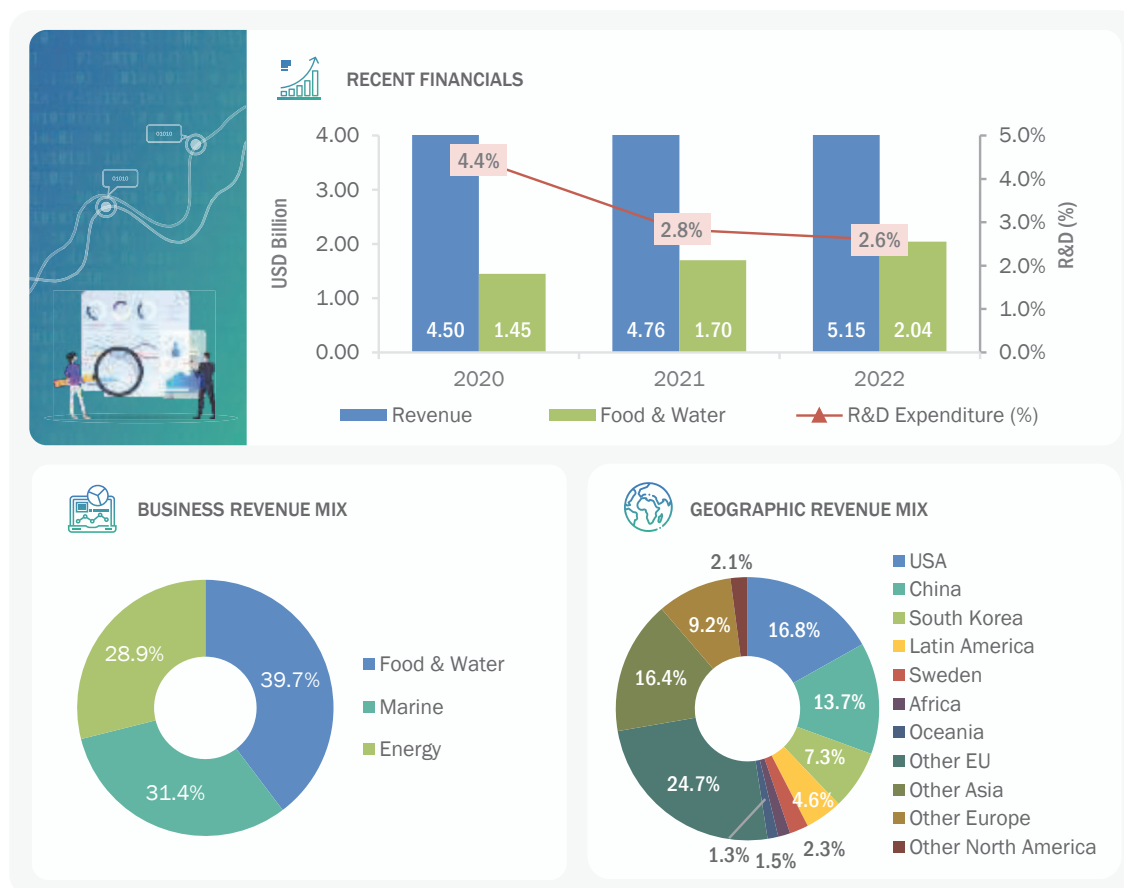 01010
01010
RECENT FINANCIALS
USD Billion
4.00
3.00
2.00
1.00
0.00
5.0%
4.0%
3.0%
2.0%
1.0%
0.0%
R&D (%)
4.4%
2.8%
2.6%
4.50 1.45 4.76 1.70 5.15 2.04
2020 2021 2022
Revenue Food & Water R&D Expenditure (%)
BUSINESS REVENUE MIX
28.9%
39.7%
31.4%
Food & Water
Marine
Energy
GEOGRAPHIC REVENUE MIX
2.1%
9.2%
16.8%
16.4%
13.7%
7.3%
24.7%
4.6%
1.3% 1.5% 2.3%
USA
China
South Korea
Latin America
Sweden
Africa
Oceania
Other EU
Other Asia
Other Europe
Other North America